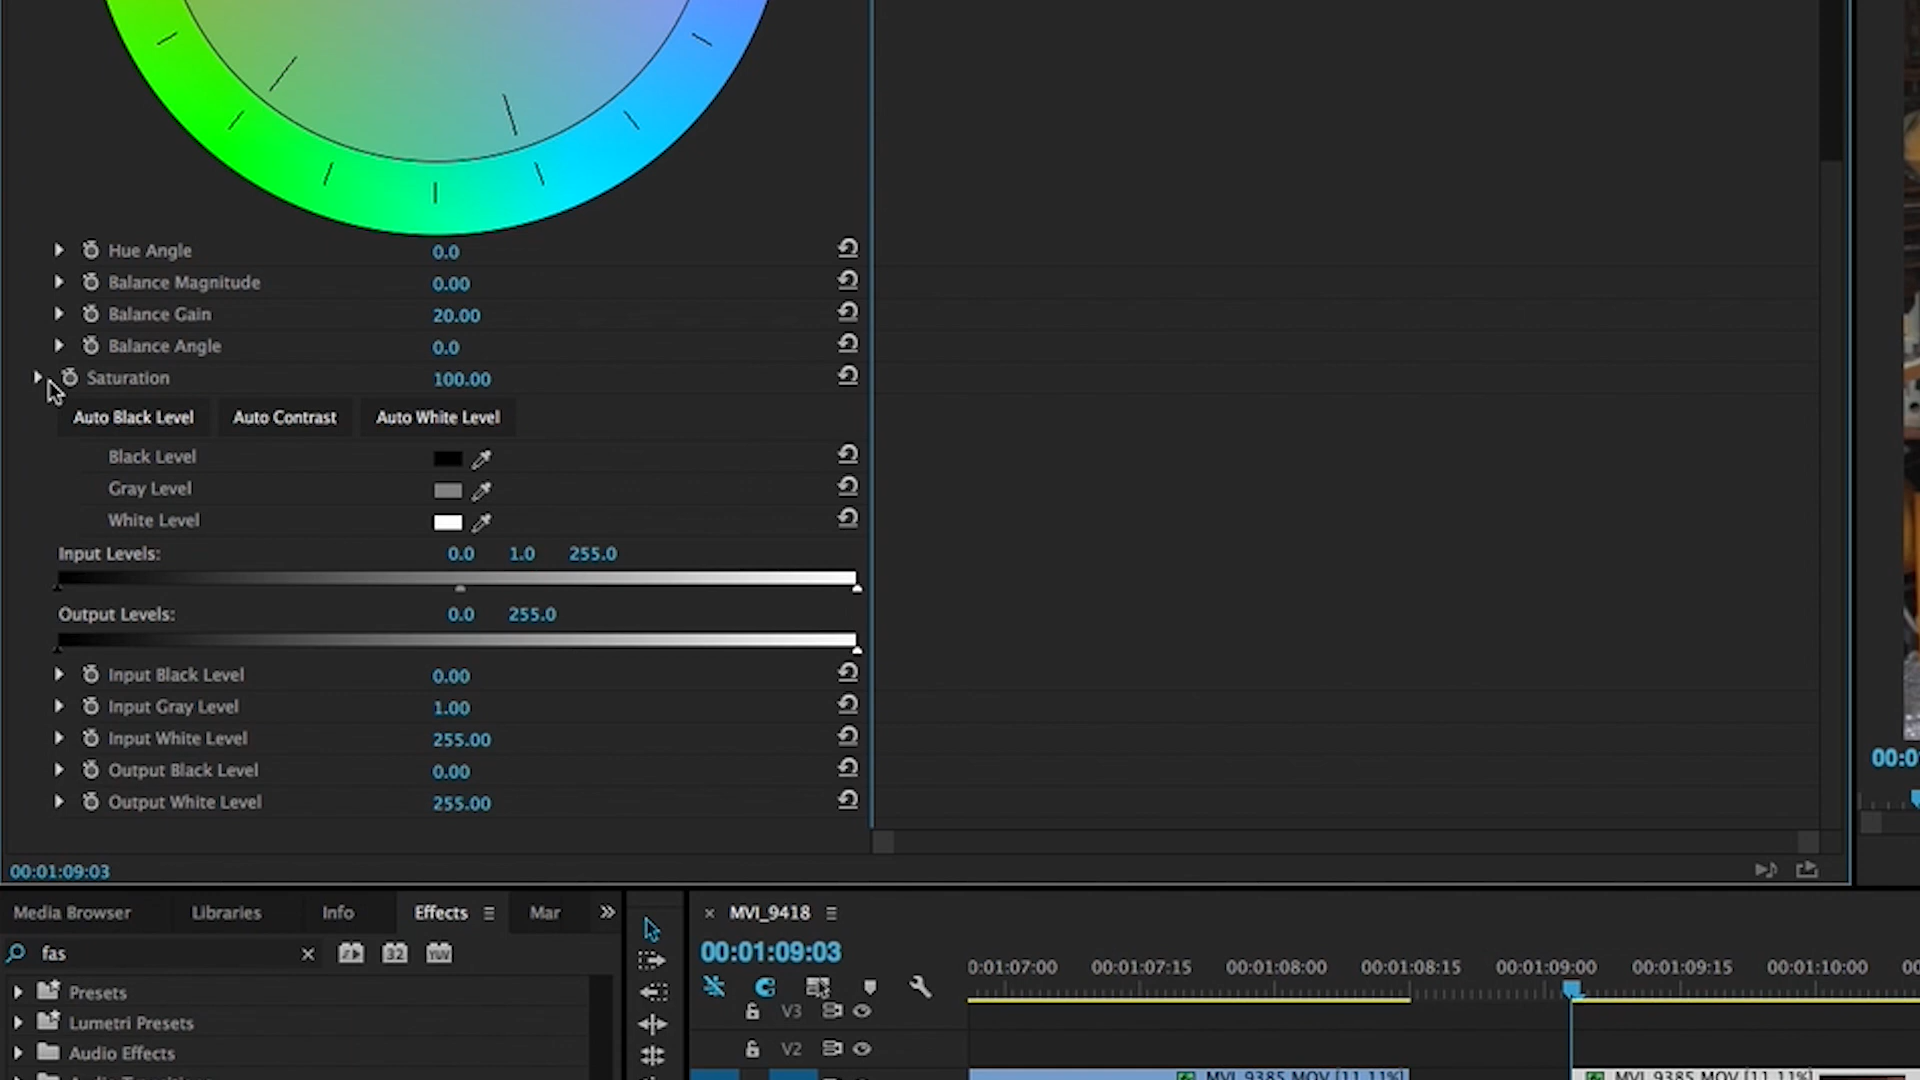 Hue Angle 0.0
Balance Magnitude 0.00
Balance Gain 20.00
Balance Angle 0.0
Saturation 100.00
Auto Black Level Auto Contrast Auto White Level
Black Level
Gray Level
White Level
Input Levels: 0.0 1.0 255.0
Output Levels: 0.0 255.0
Input Black Level 0.00
Input Gray Level 1.00
Input White Level 255.00
Output Black Level 0.00
Output White Level 255.00
00:0
00:01:09:03
Media Browser Libraries Info Effects Mar
MVI_9418
fas 32 YUV
00:01:09:03
0:01:07:00 00:01:07:15 00:01:08:00 00:01:08:15 00:01:09:00 00:01:09:15 00:01:10:00 00
Presets
Lumetri Presets
Audio Effects
V3
V2
MVI_9385.MOV [11.11%] MVI_9385.MOV [11.11%]